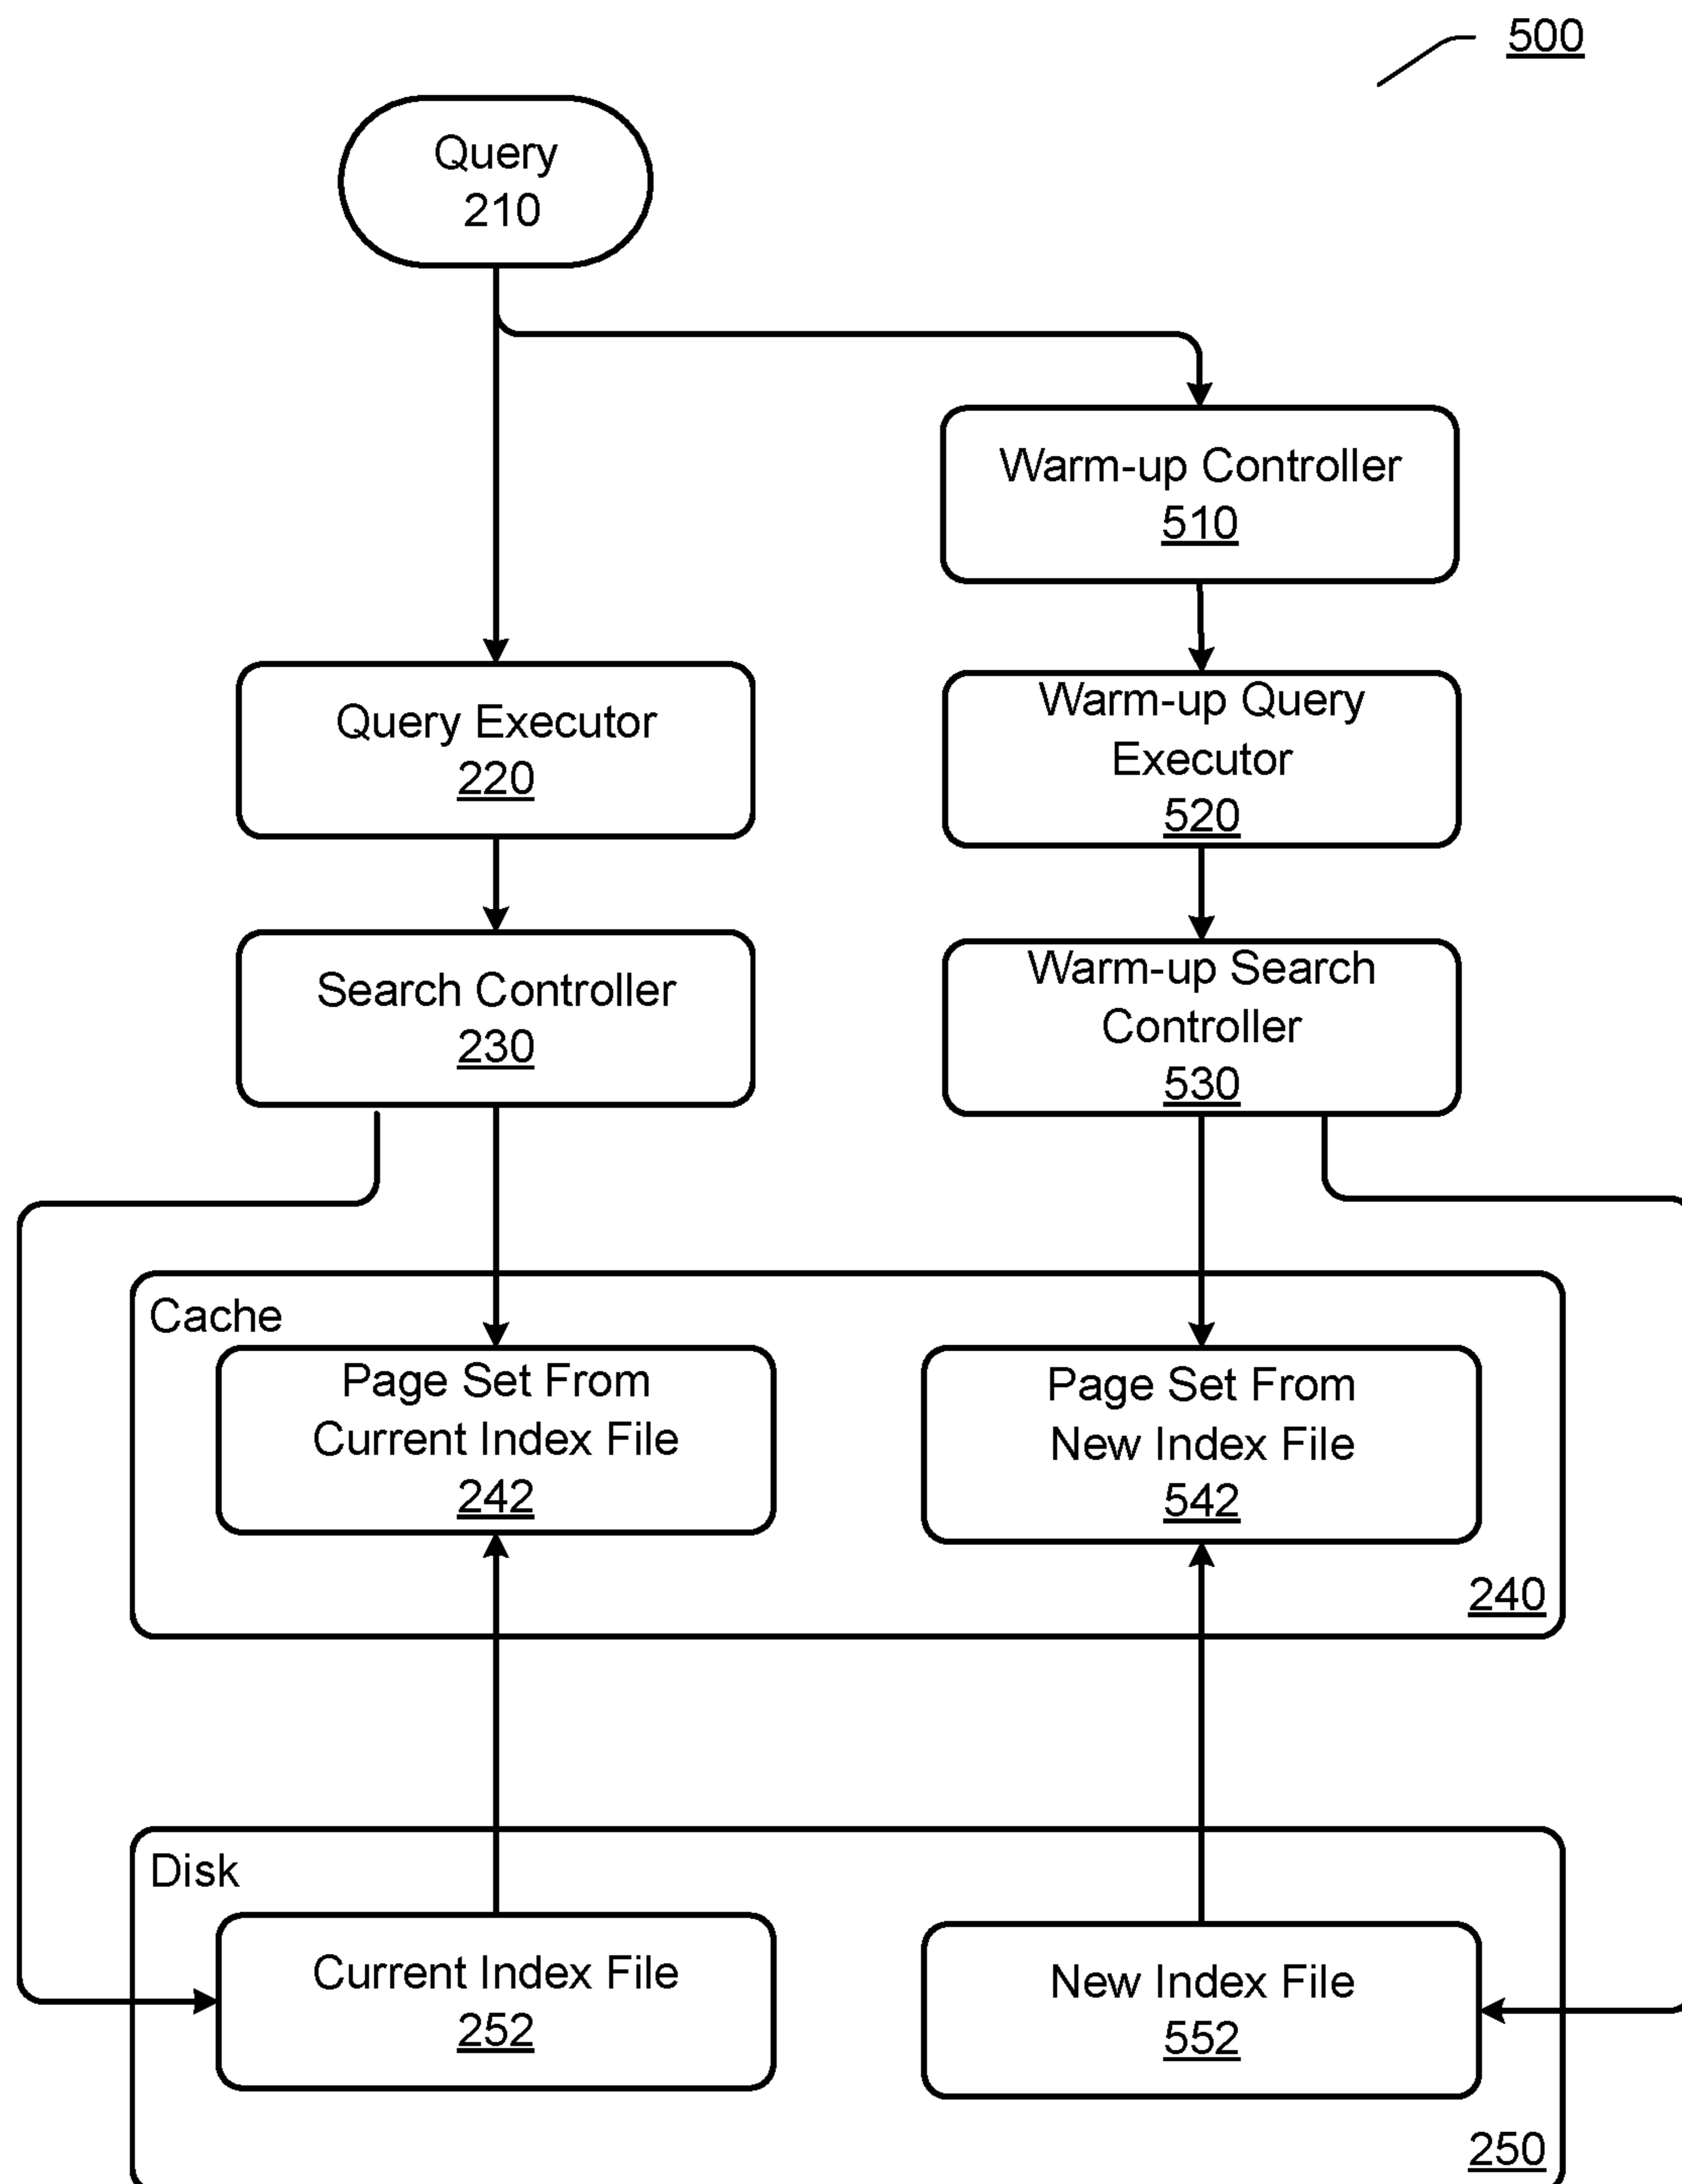 500
Query
210
Warm-up Controller
510
Query Executor
220
Warm-up Query
Executor
520
Search Controller
230
Warm-up Search
Controller
530
Cache
Page Set From
Current Index File
242
Page Set From
New Index File
542
240
Disk
Current Index File
252
New Index File
552
250